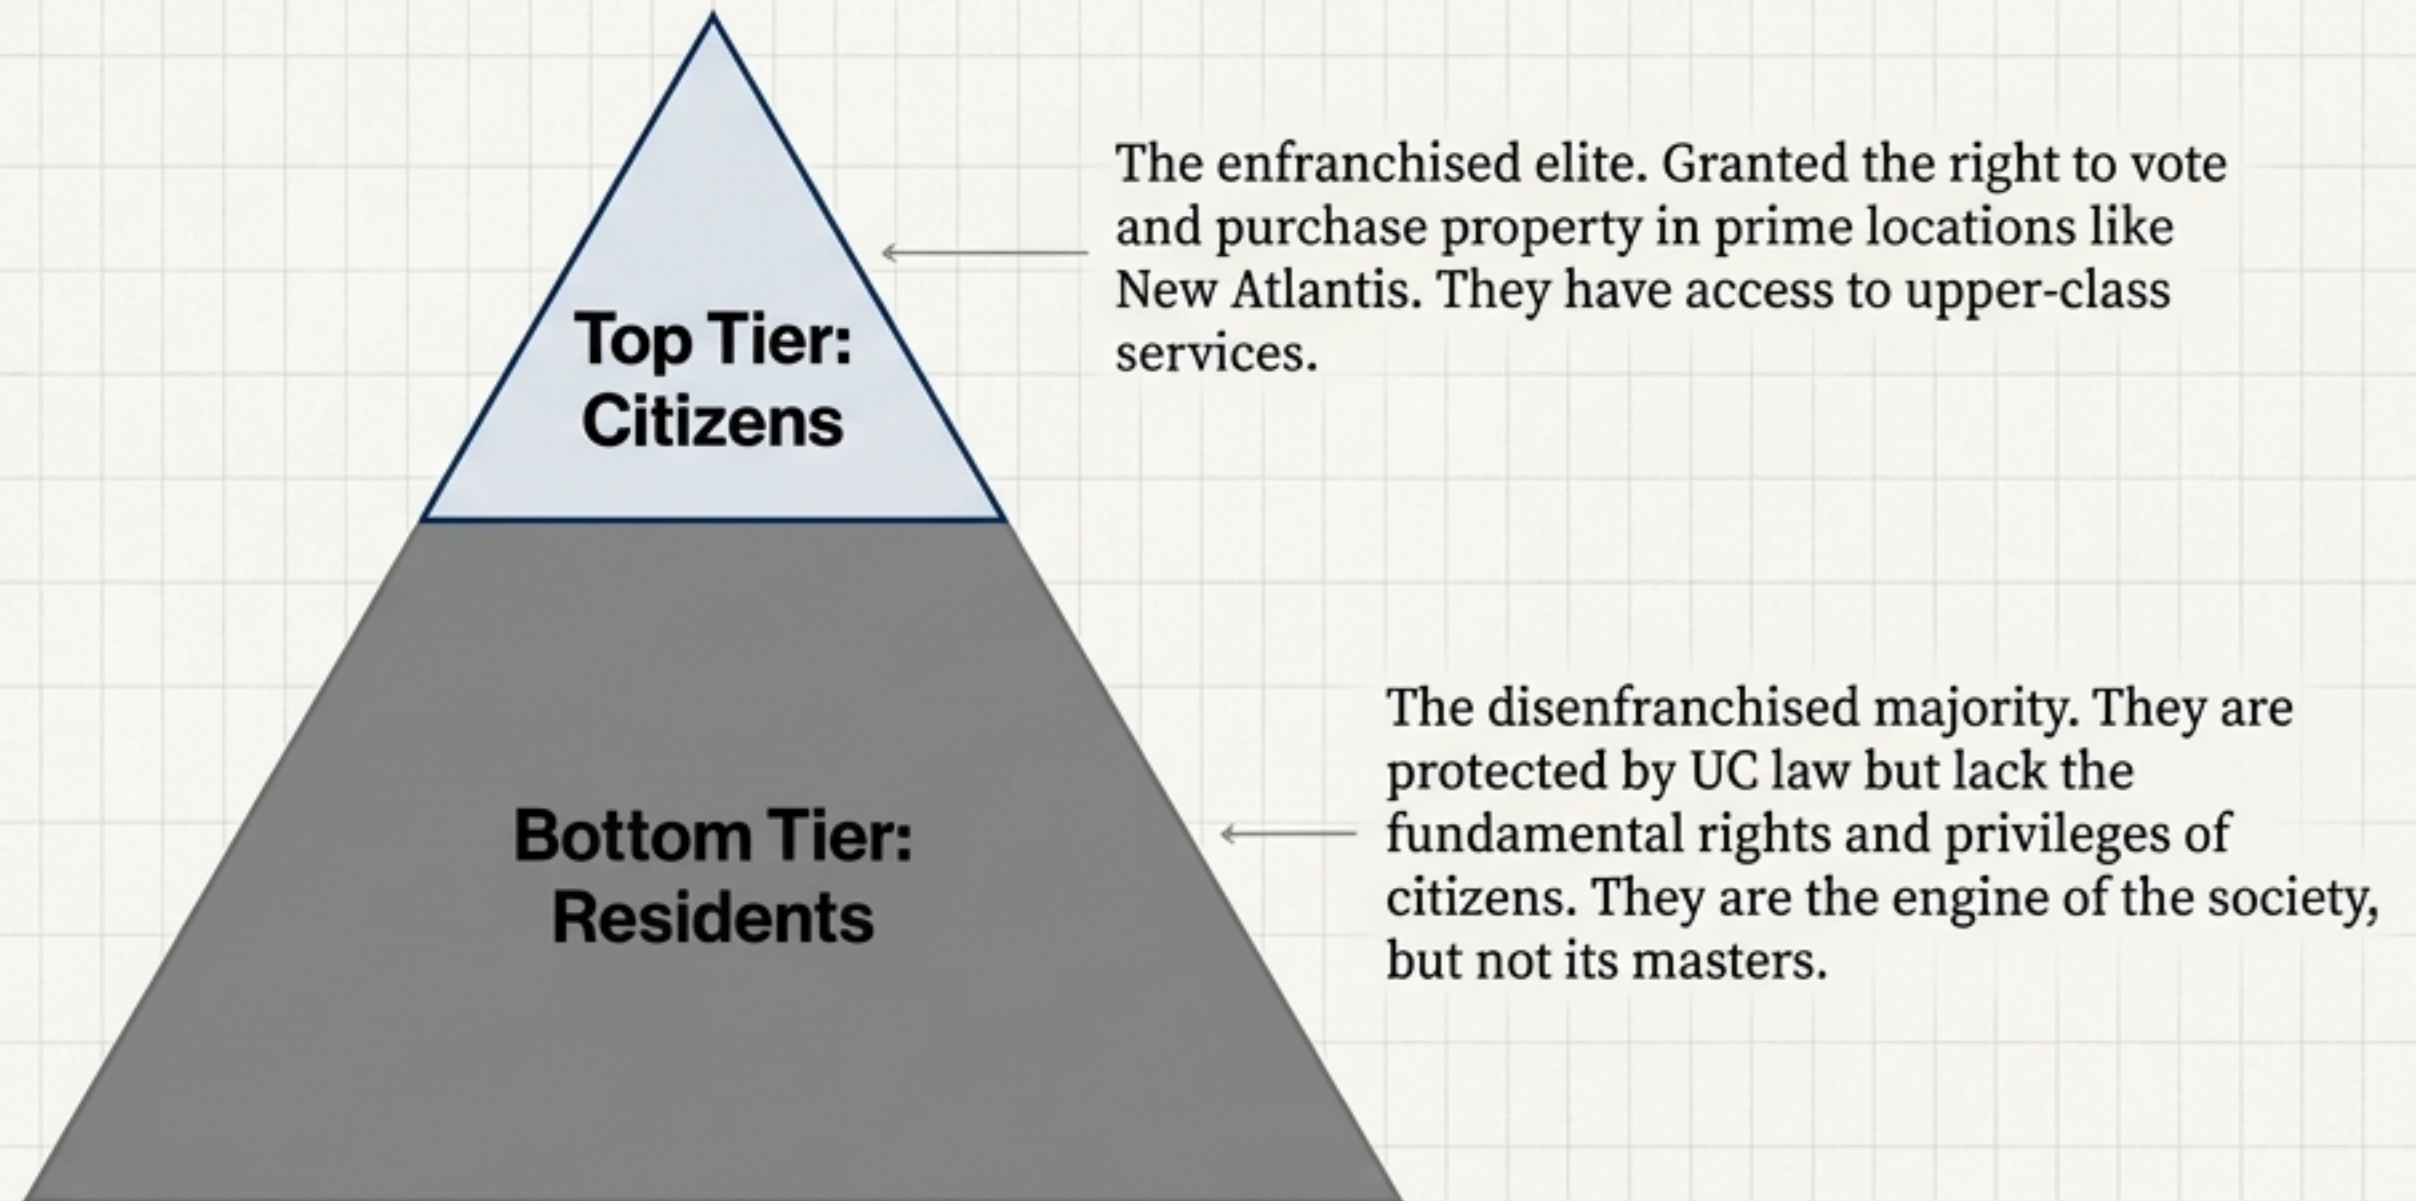 Top Tier:
Citizens
The enfranchised elite. Granted the right to vote
and purchase property in prime locations like
New Atlantis. They have access to upper-class
services.
Bottom Tier:
Residents
The disenfranchised majority. They are
protected by UC law but lack the
fundamental rights and privileges of
citizens. They are the engine of the society,
but not its masters.